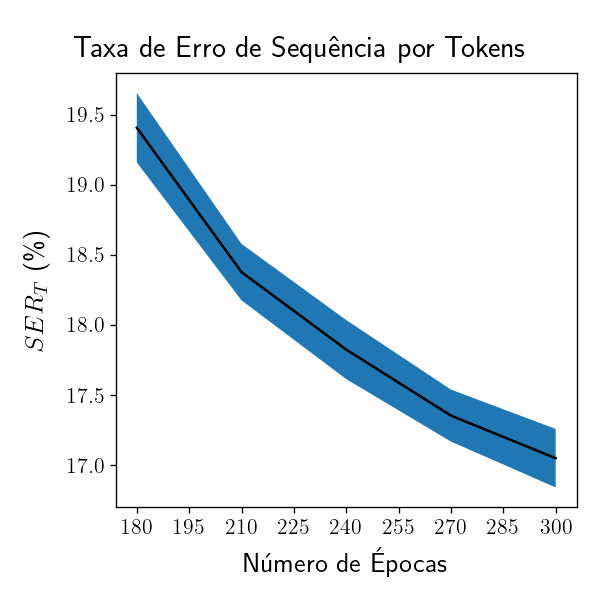 Taxa de Erro de Sequência por Tokens
19.5
19.0
18.5
18.0
17.5
17.0
SER_T (%)
180 195 210 225 240 255 270 285 300
Número de Épocas